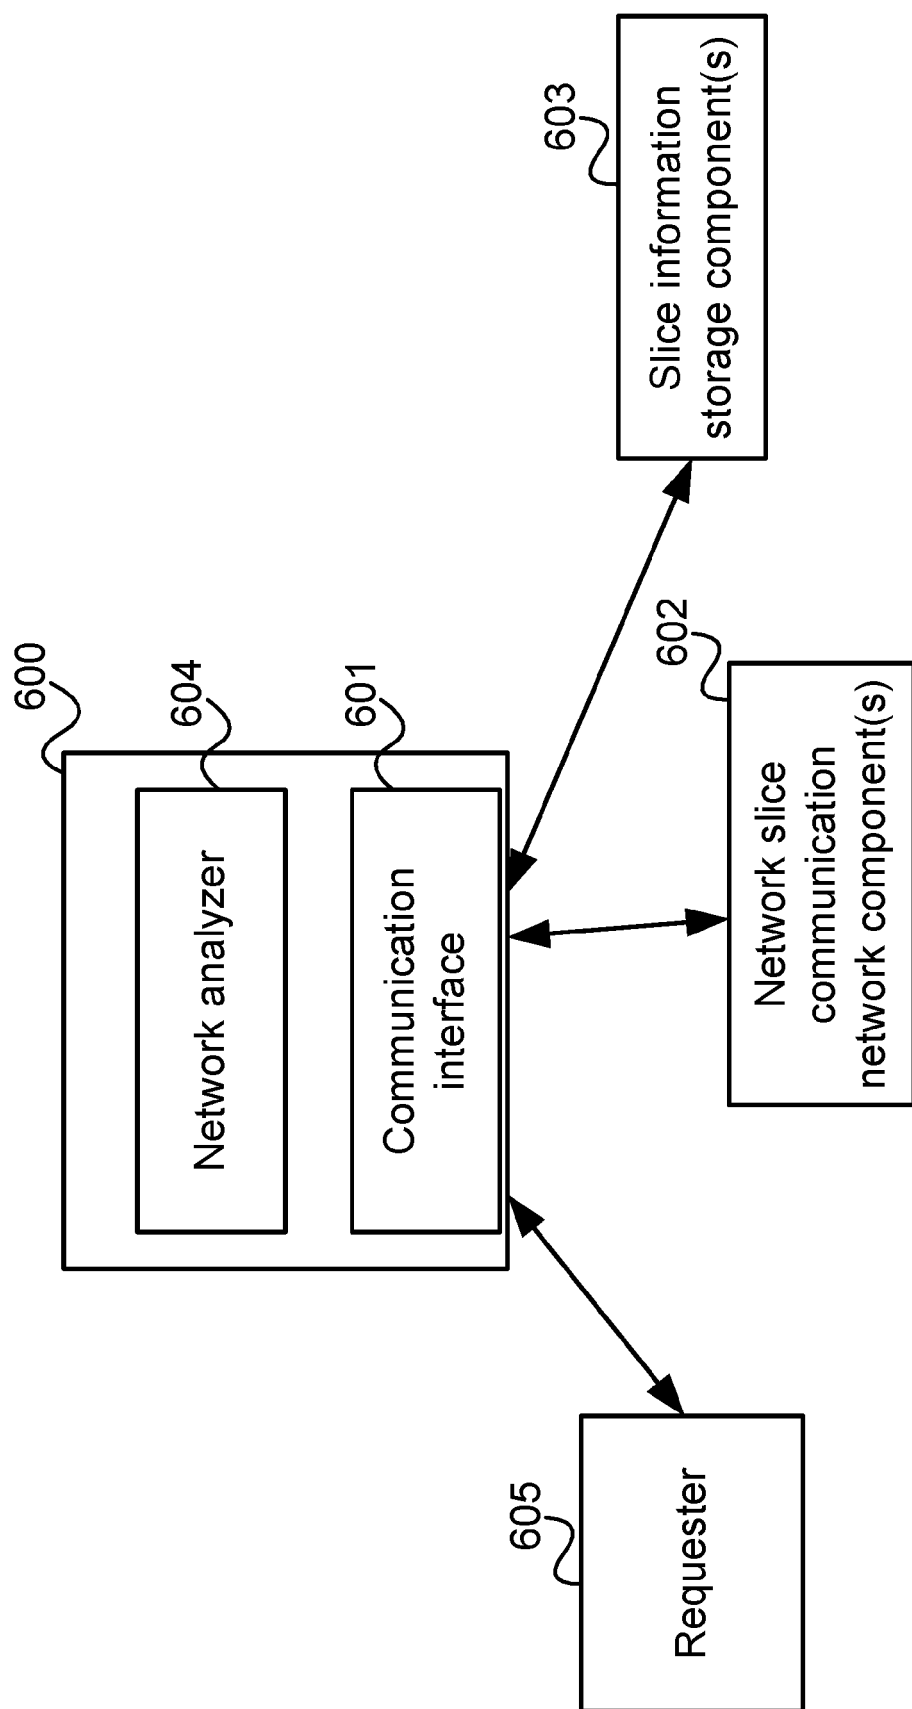 600
Network analyzer
604
Communication
interface
601
Requester
605
Network slice
communication
network component(s)
602
Slice information
storage component(s)
603